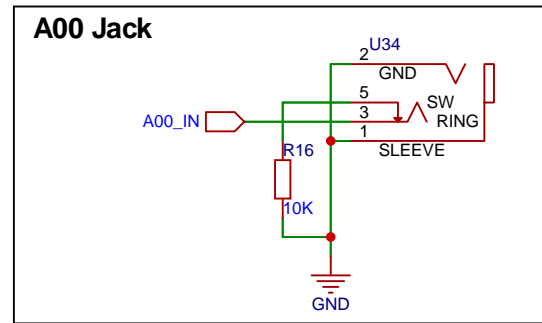 A00 Jack
U34
2
GND
5
SW
A00_IN
3
RING
1
R16
SLEEVE
10K
GND